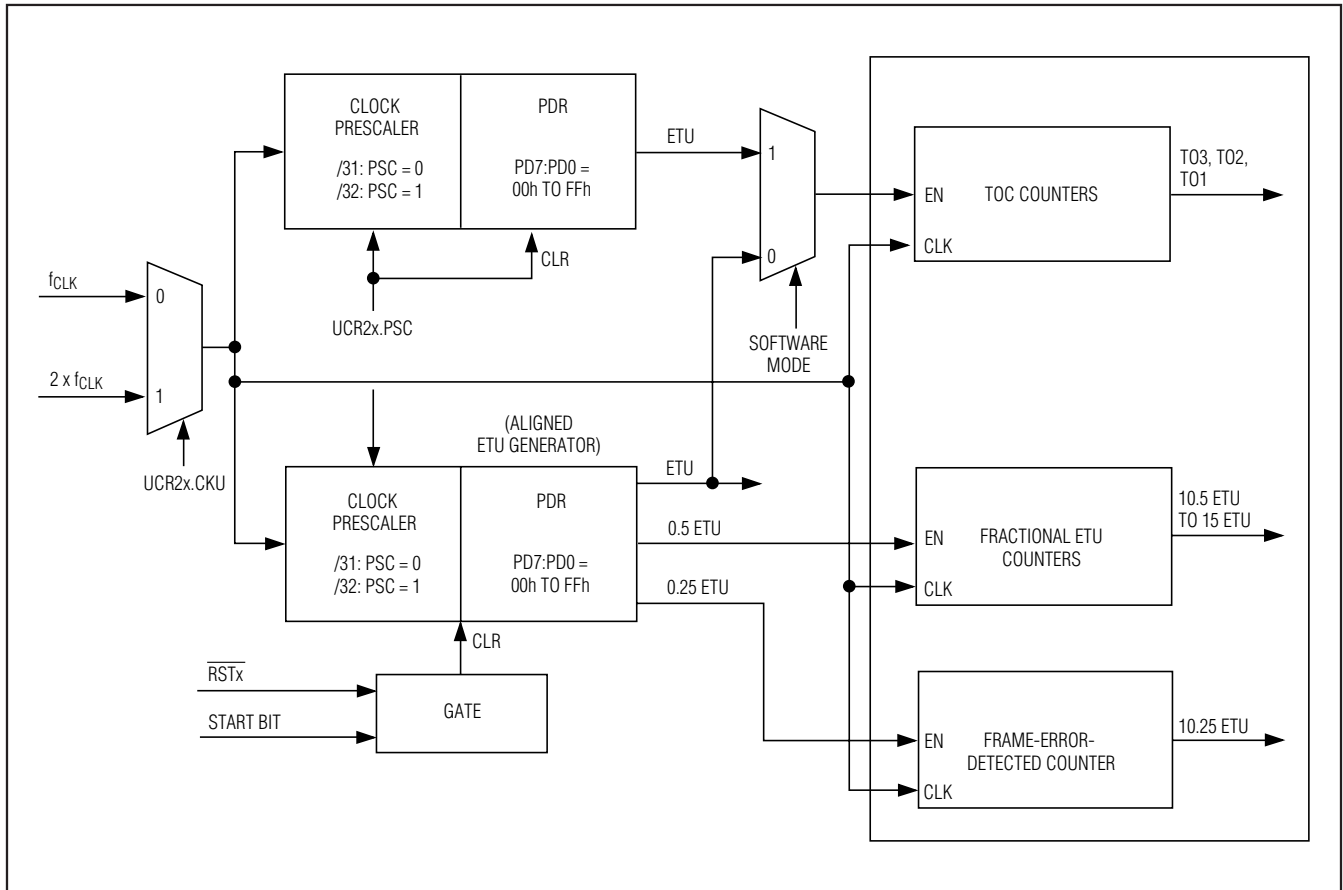 CLOCK
PRESCALER
/31: PSC = 0
/32: PSC = 1
PDR
PD7:PD0 =
00h TO FFh
ETU
CLR
UCR2x.PSC
1
0
SOFTWARE
MODE
EN
TOC COUNTERS
CLK
TO3, TO2,
TO1
fCLK
0
2 x fCLK
1
UCR2x.CKU
(ALIGNED
ETU GENERATOR)
CLOCK
PRESCALER
/31: PSC = 0
/32: PSC = 1
PDR
PD7:PD0 =
00h TO FFh
ETU
0.5 ETU
0.25 ETU
CLR
RSTx
START BIT
GATE
EN
FRACTIONAL ETU
COUNTERS
CLK
10.5 ETU
TO 15 ETU
EN
FRAME-ERROR-
DETECTED COUNTER
CLK
10.25 ETU